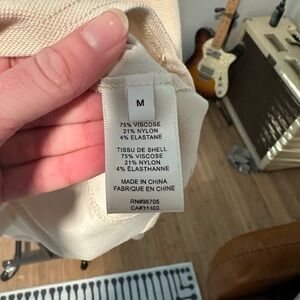 M
75% VISCOSE
21% NYLON
4% ELASTANE
TISSU DE SHELL
75% VISCOSE
21% NYLON
4% ÉLASTHANNE
MADE IN CHINA
FABRIQUE EN CHINE
RN#96705